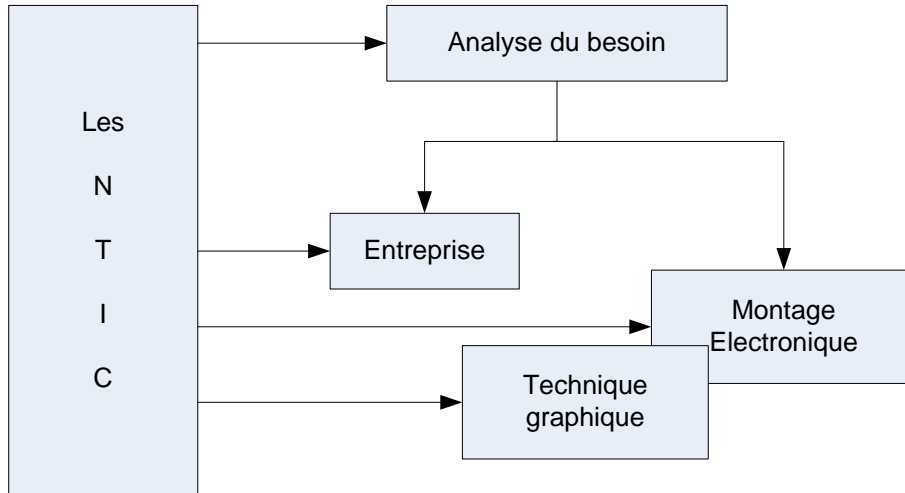 Les
N
T
I
C
Analyse du besoin
Entreprise
Montage
Electronique
Technique
graphique